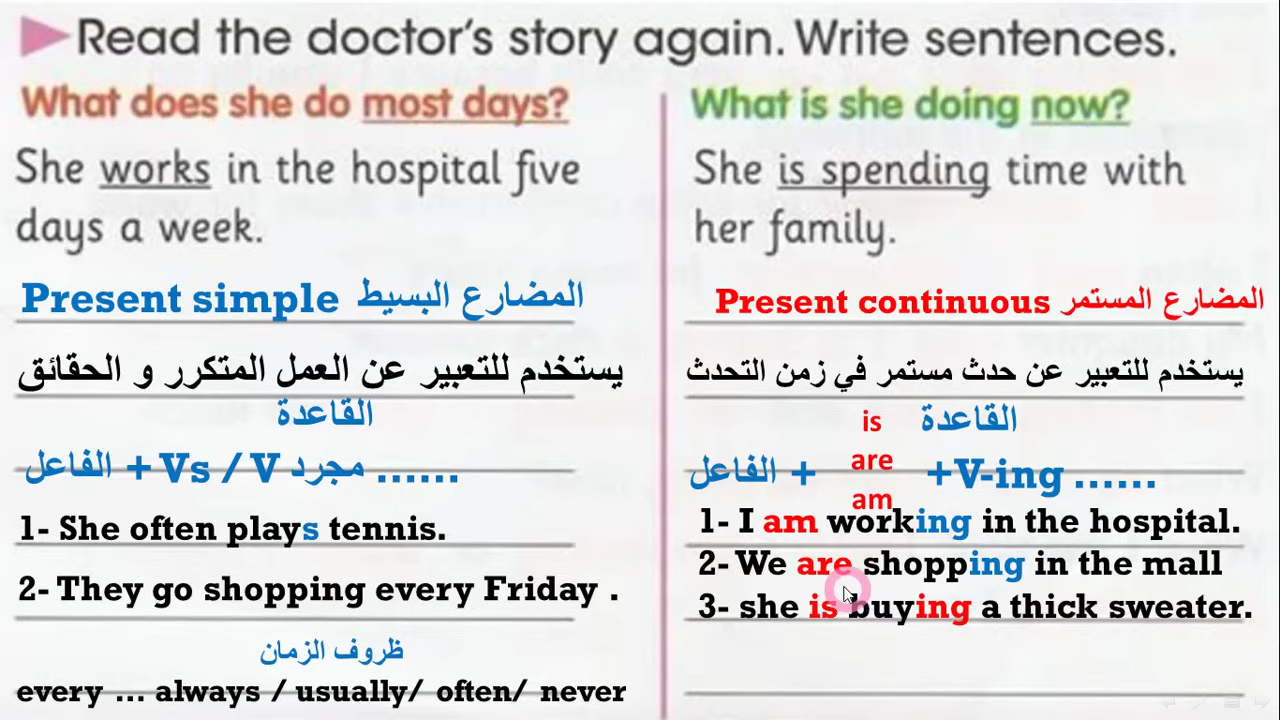 Read the doctor's story again. Write sentences.
What does she do most days?
She works in the hospital five
days a week.
Present simple المضارع البسيط
يستخدم للتعبير عن العمل المتكرر و الحقائق
القاعدة
الفاعل + Vs / V مجرد ......
1- She often plays tennis.
2- They go shopping every Friday .
ظروف الزمان
every ... always / usually/ often/ never
What is she doing now?
She is spending time with
her family.
Present continuous المضارع المستمر
يستخدم للتعبير عن حدث مستمر في زمن التحدث
القاعدة
is
are
am
الفاعل + +V-ing ......
1- I am working in the hospital.
2- We are shopping in the mall
3- she is buying a thick sweater.